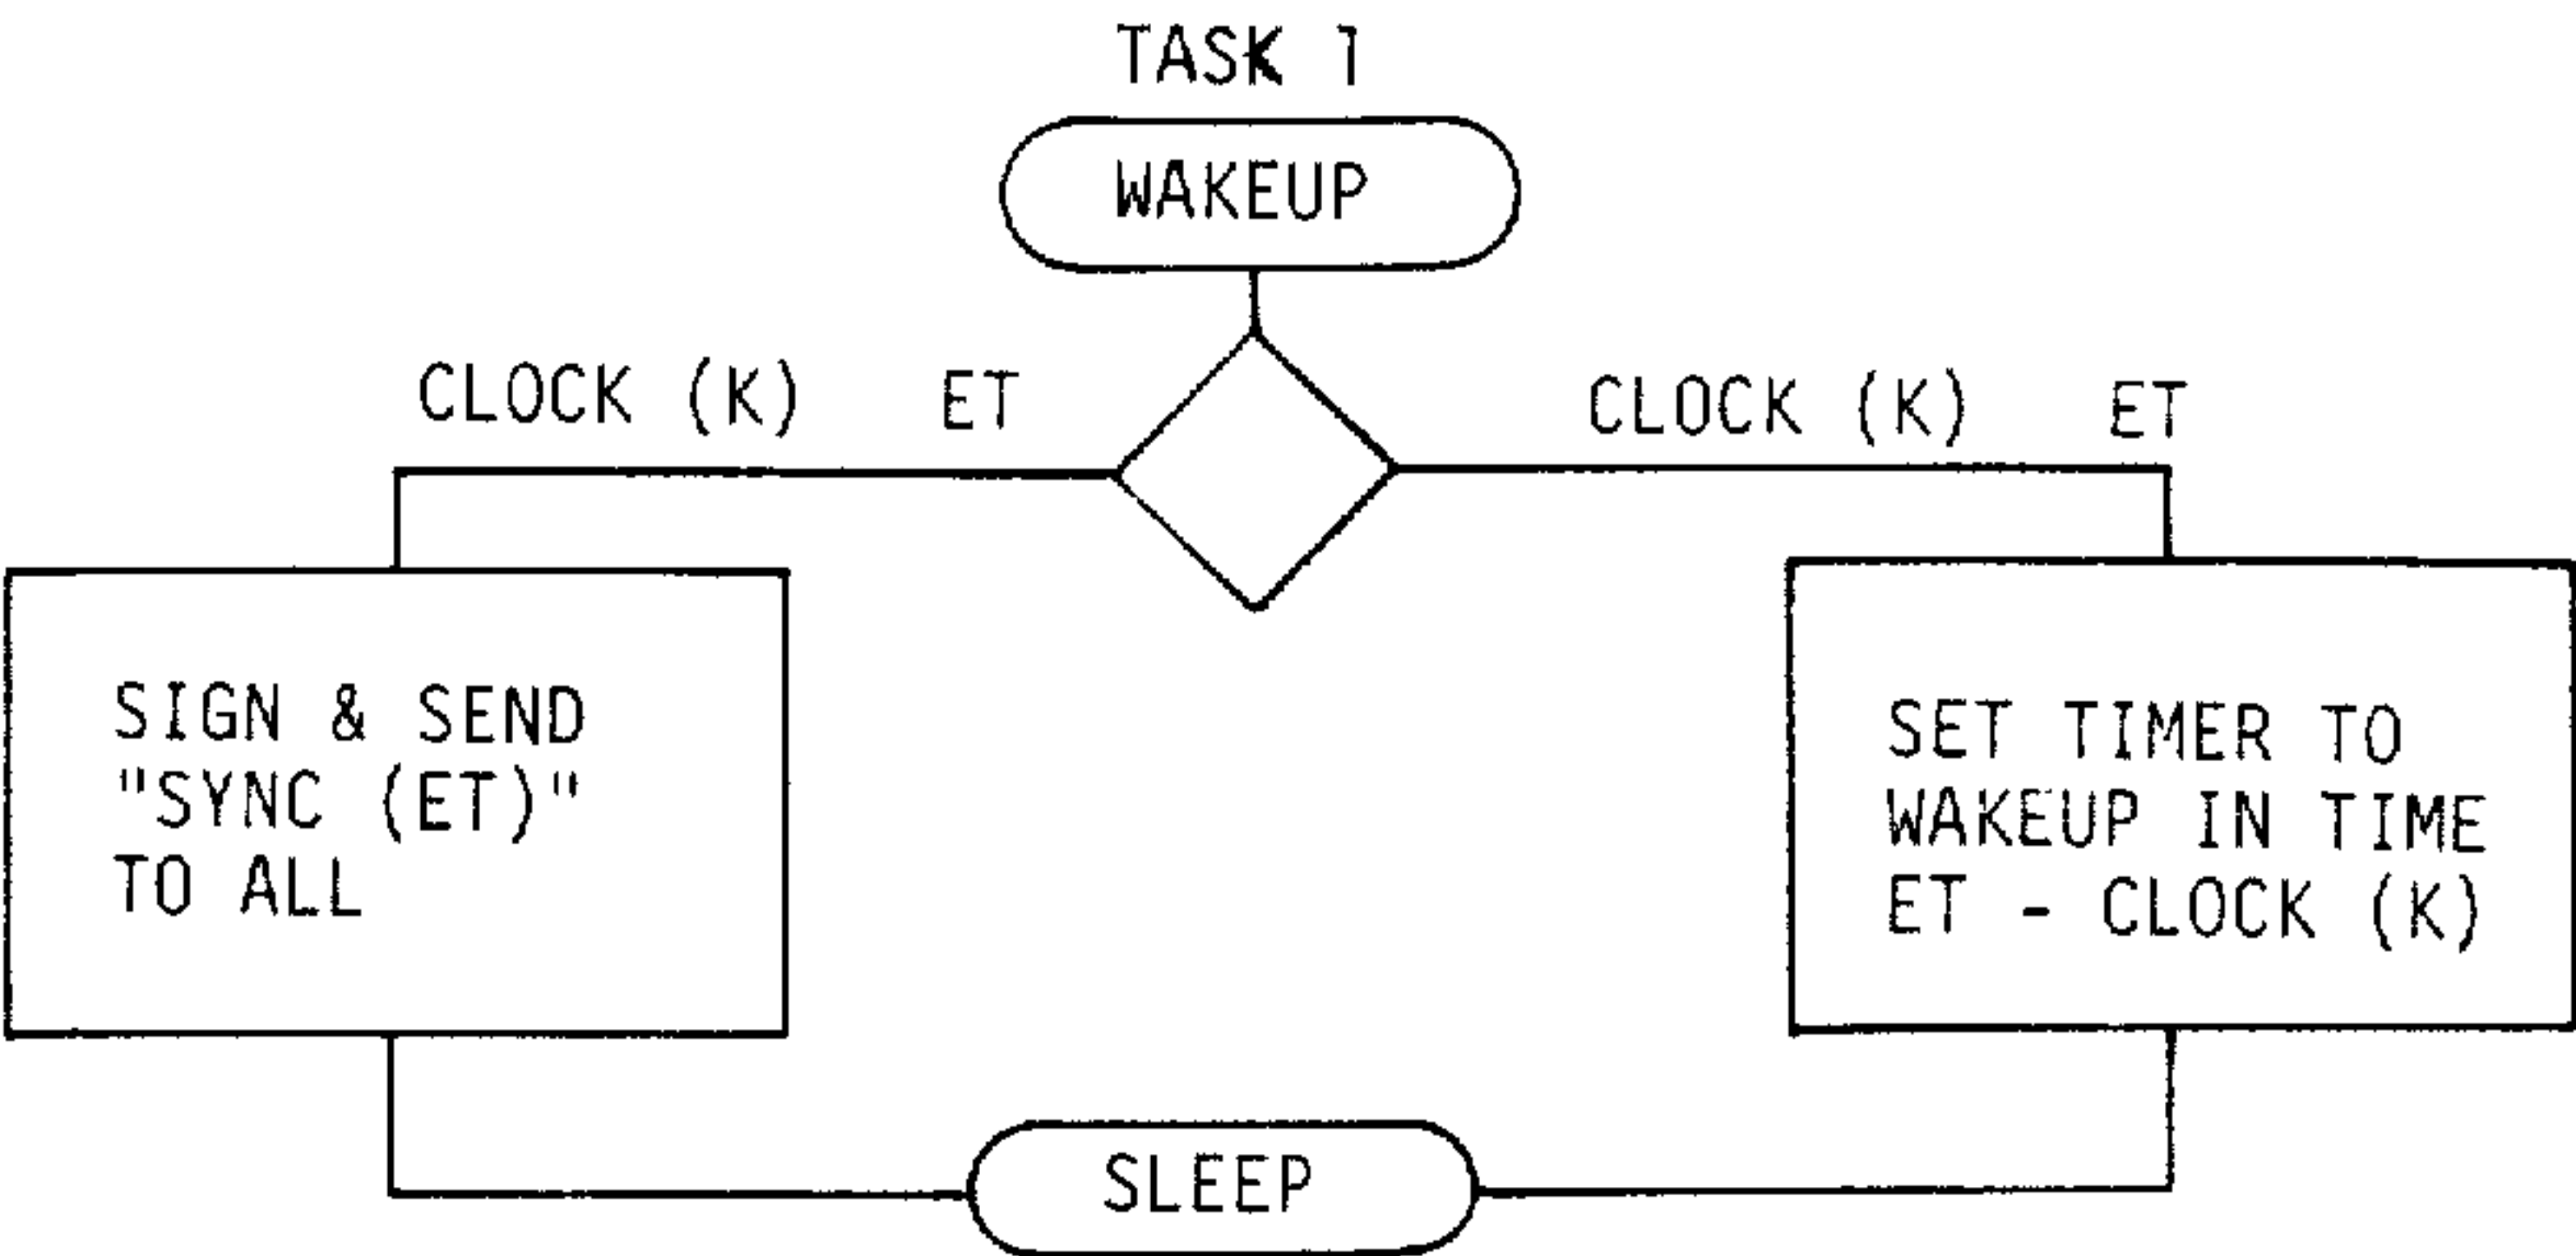 TASK 1
WAKEUP
CLOCK (K) ET
CLOCK (K) ET
SIGN & SEND
"SYNC (ET)"
TO ALL
SET TIMER TO
WAKEUP IN TIME
ET - CLOCK (K)
SLEEP